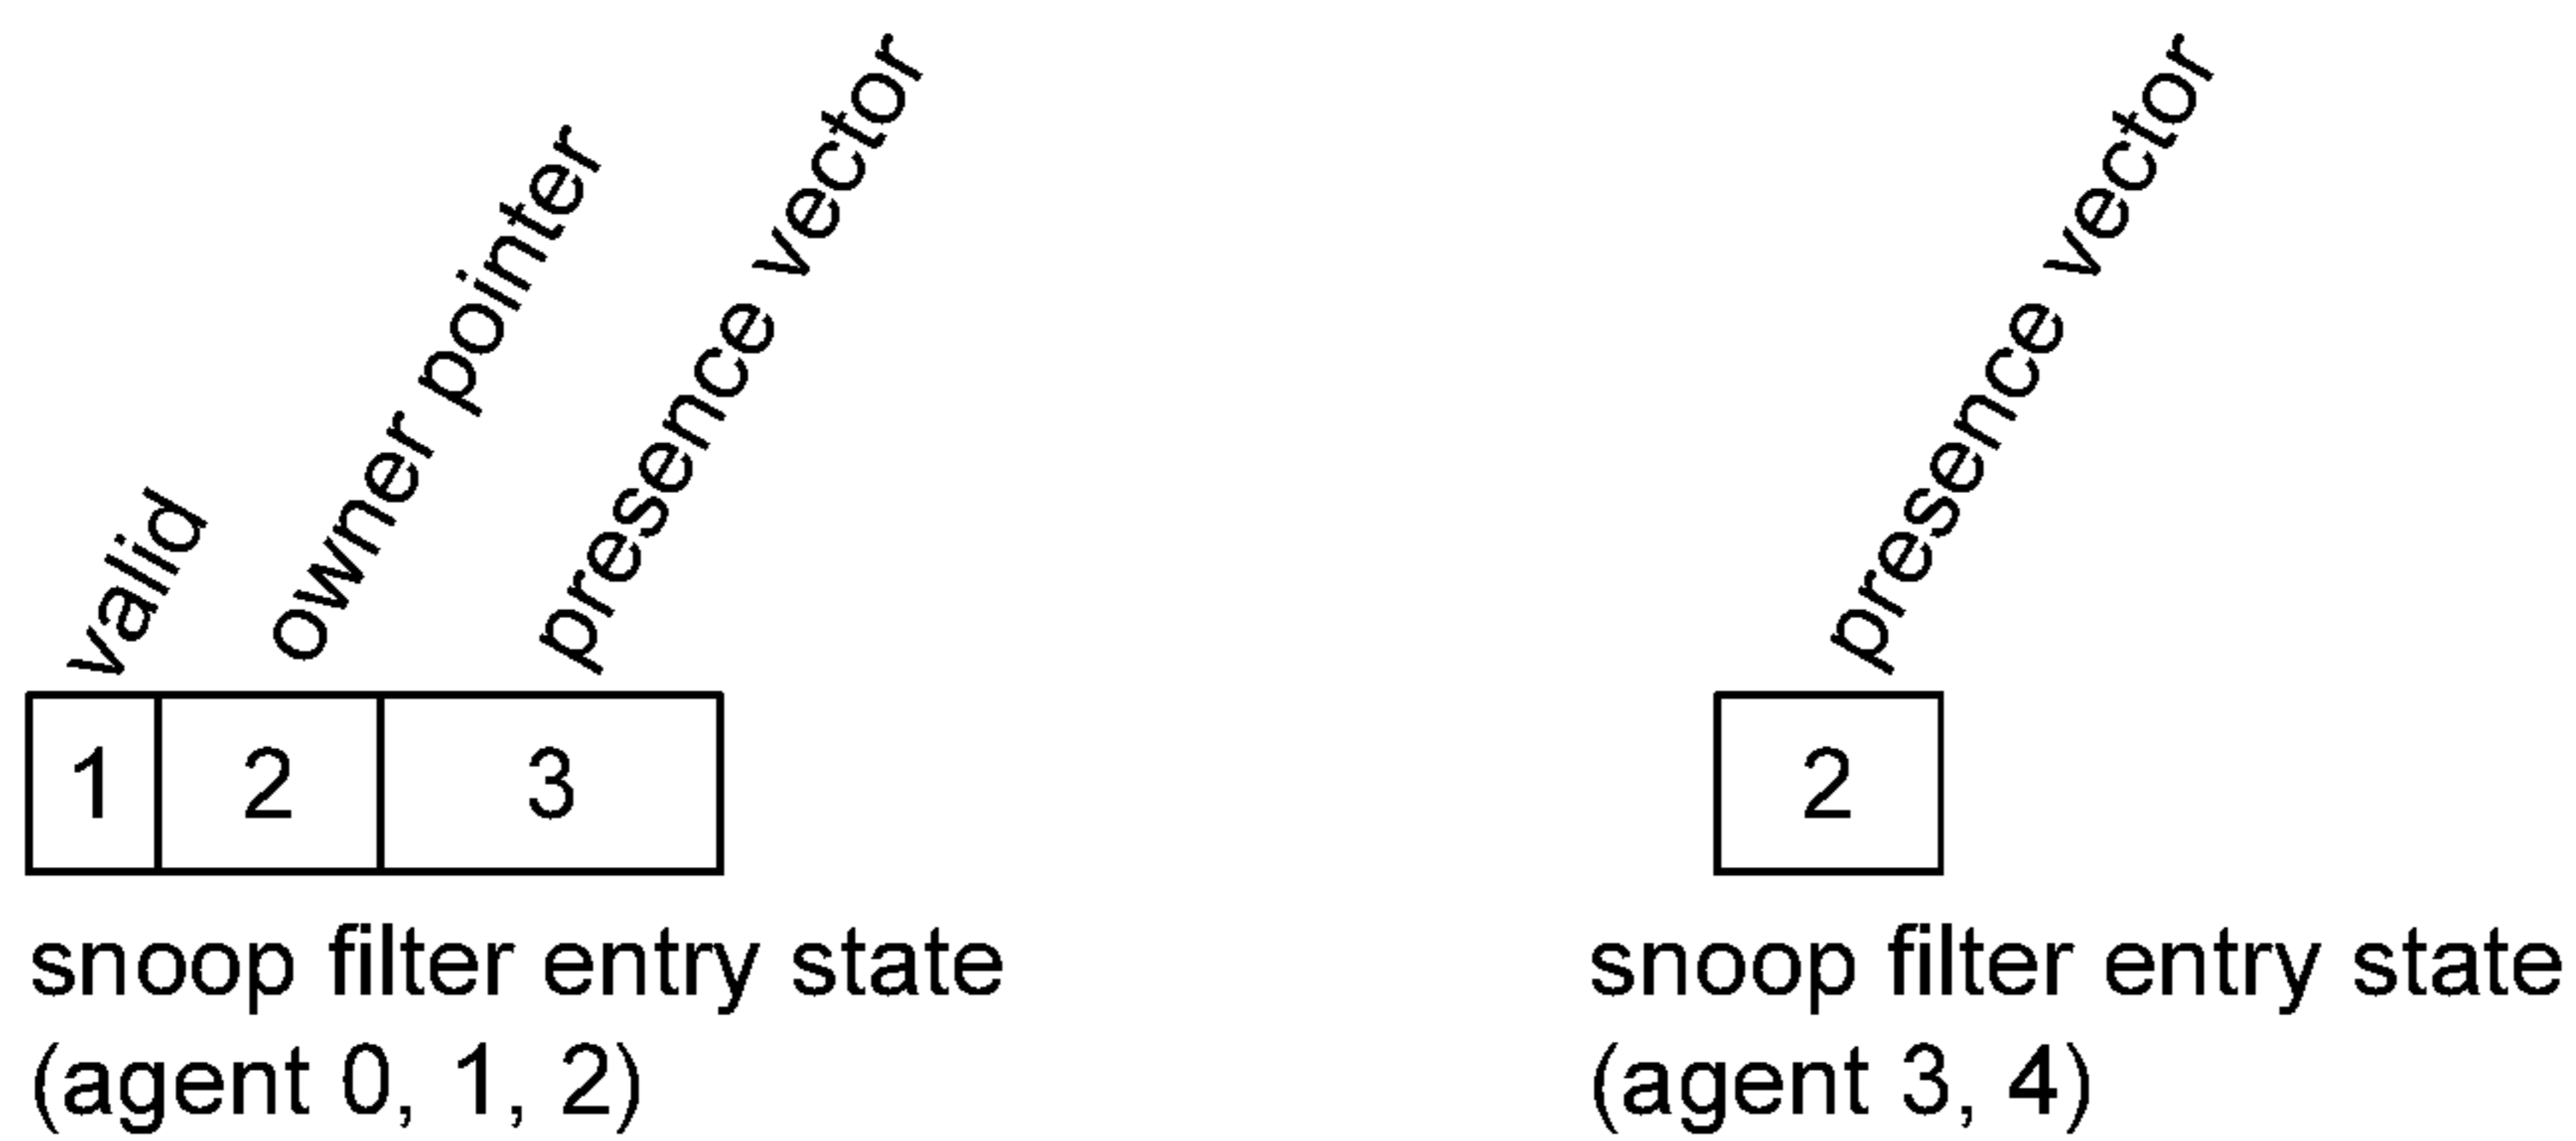 valid
owner pointer
presence vector
1 2 3
snoop filter entry state
(agent 0, 1, 2)
presence vector
2
snoop filter entry state
(agent 3, 4)